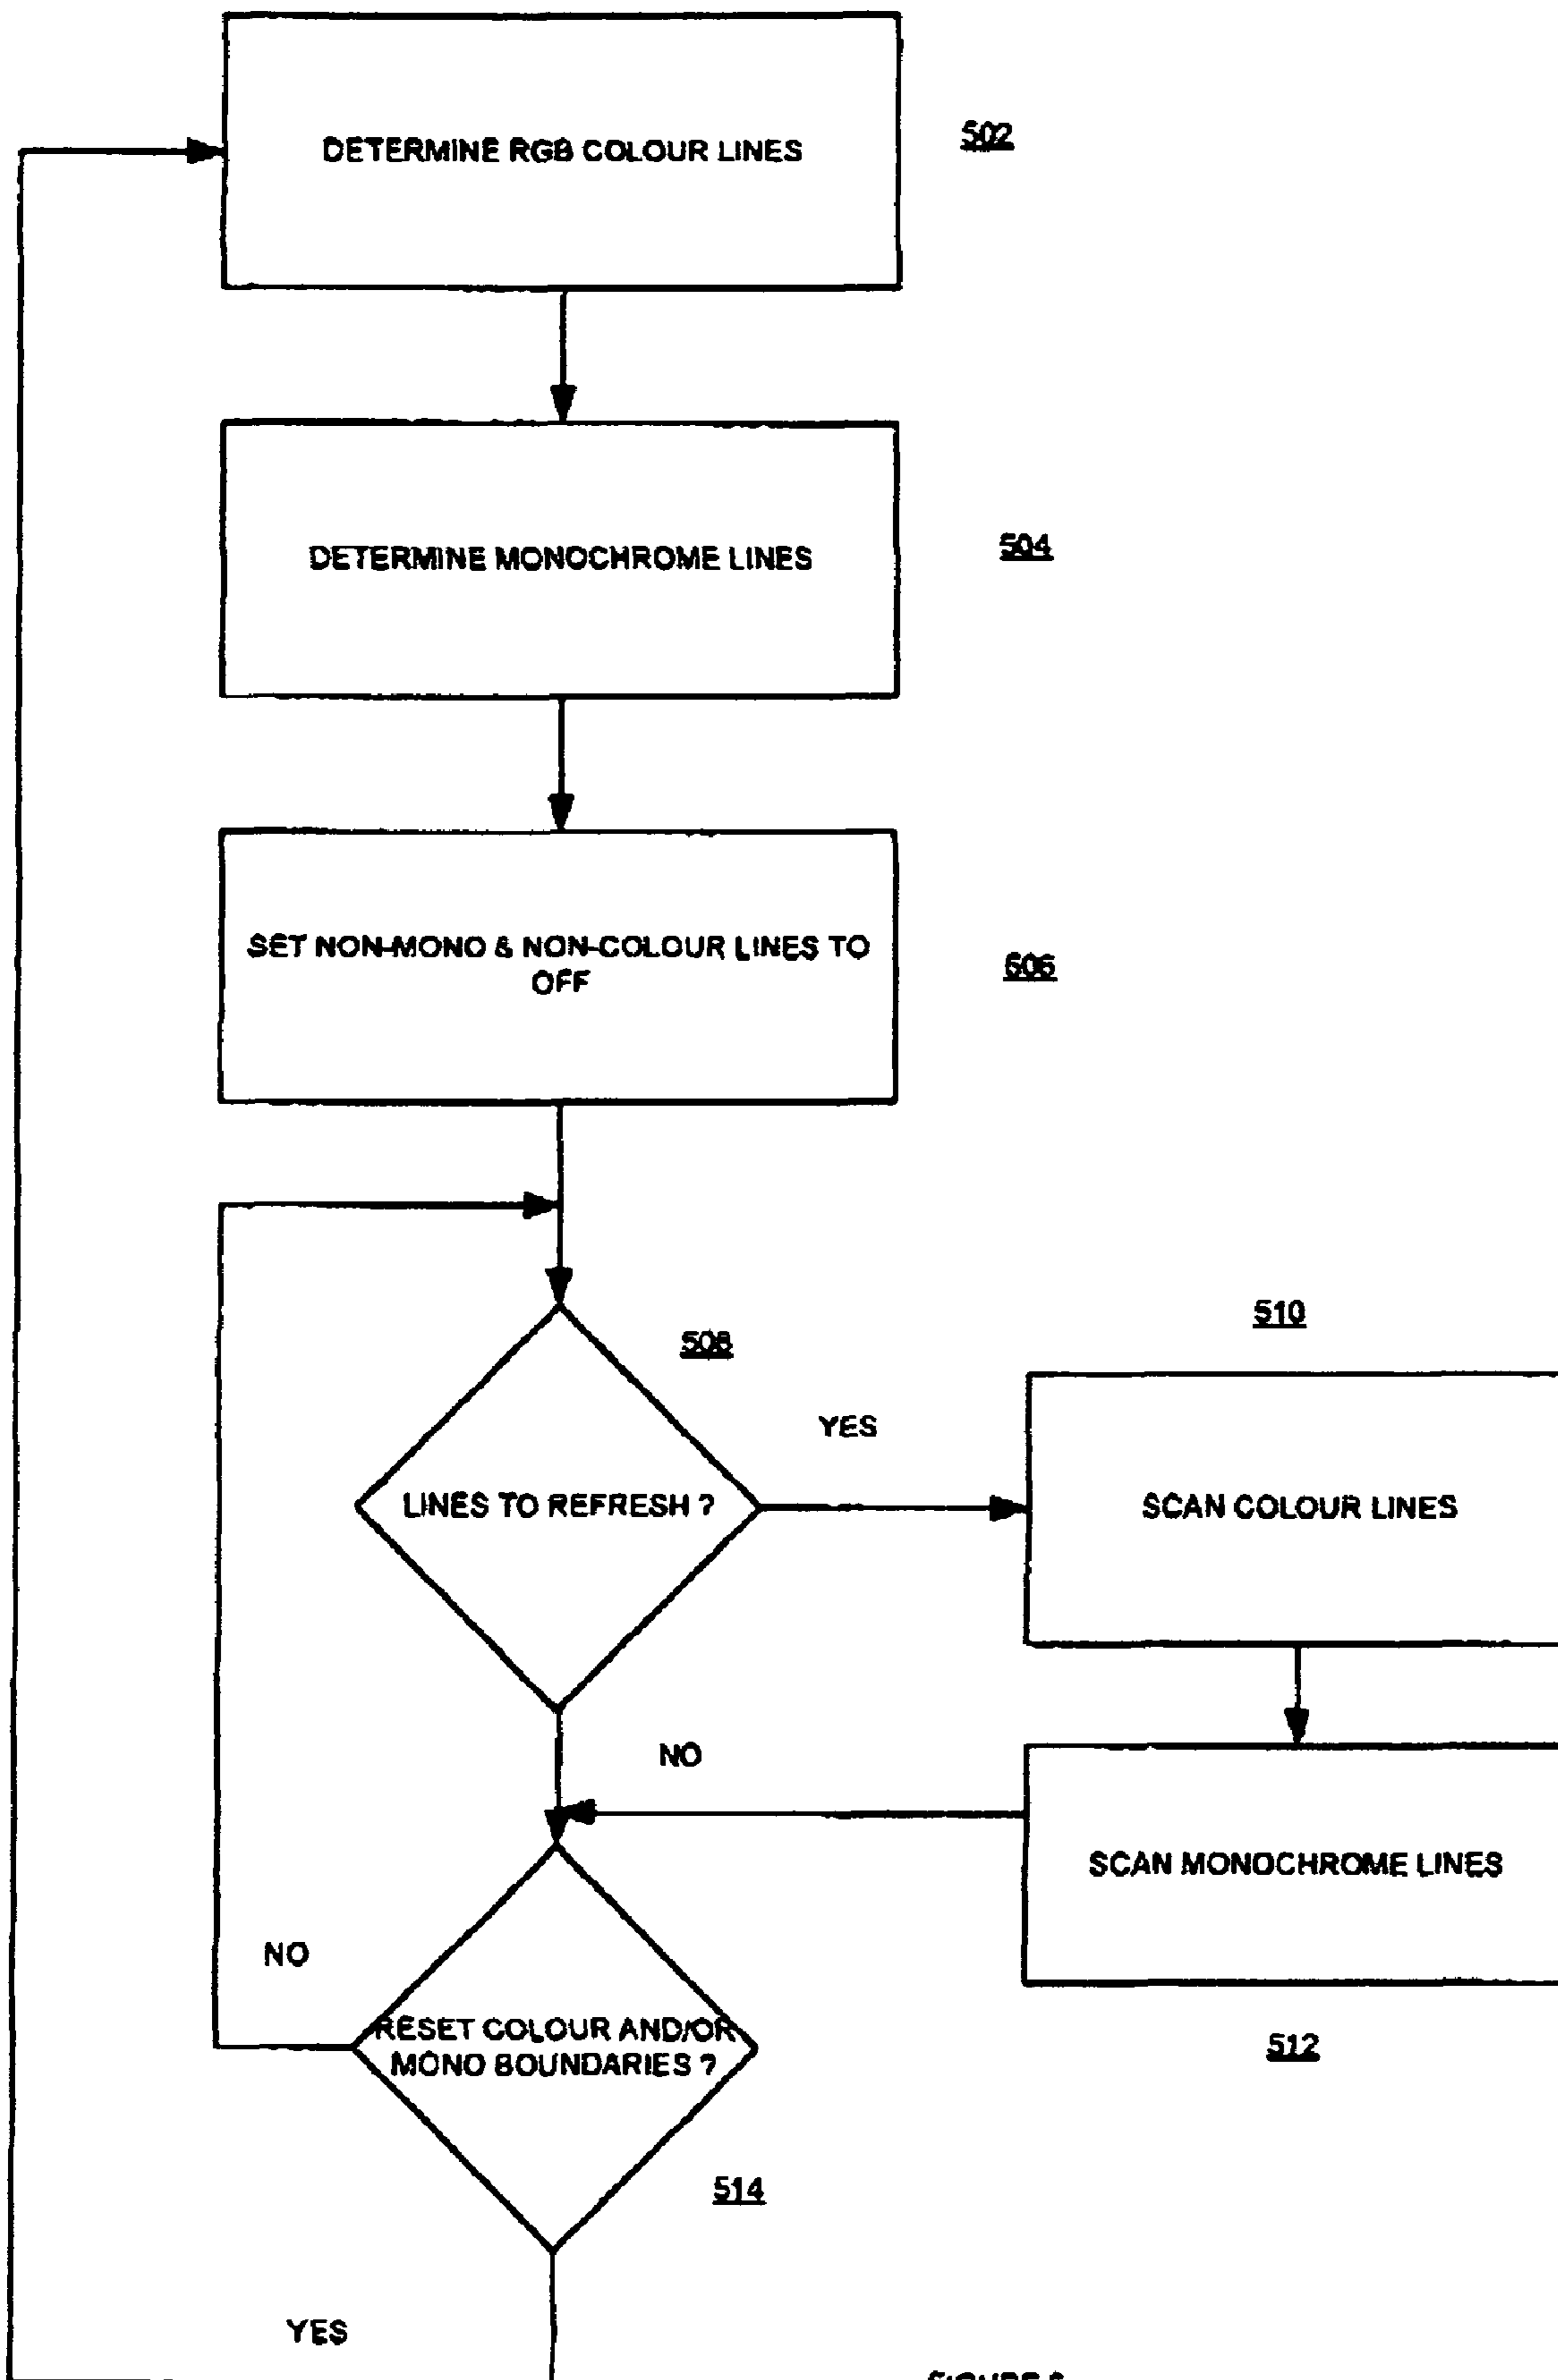 DETERMINE RGB COLOUR LINES
502
DETERMINE MONOCHROME LINES
504
SET NON-MONO & NON-COLOUR LINES TO
OFF
506
508
510
YES
LINES TO REFRESH ?
SCAN COLOUR LINES
NO
SCAN MONOCHROME LINES
NO
RESET COLOUR AND/OR
MONO BOUNDARIES ?
512
514
YES